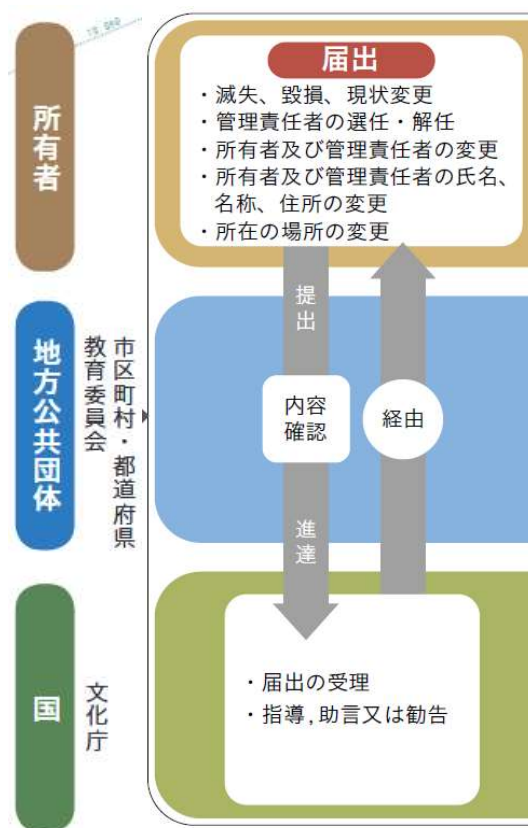 所有者
届出
・滅失、毀損、現状変更
・管理責任者の選任・解任
・所有者及び管理責任者の変更
・所有者及び管理責任者の氏名、
名称、住所の変更
・所在の場所の変更
提出
地方公共団体
市区町村・都道府県
教育委員会
内容
確認
経由
進達
国
文化庁
・届出の受理
・指導，助言又は勧告